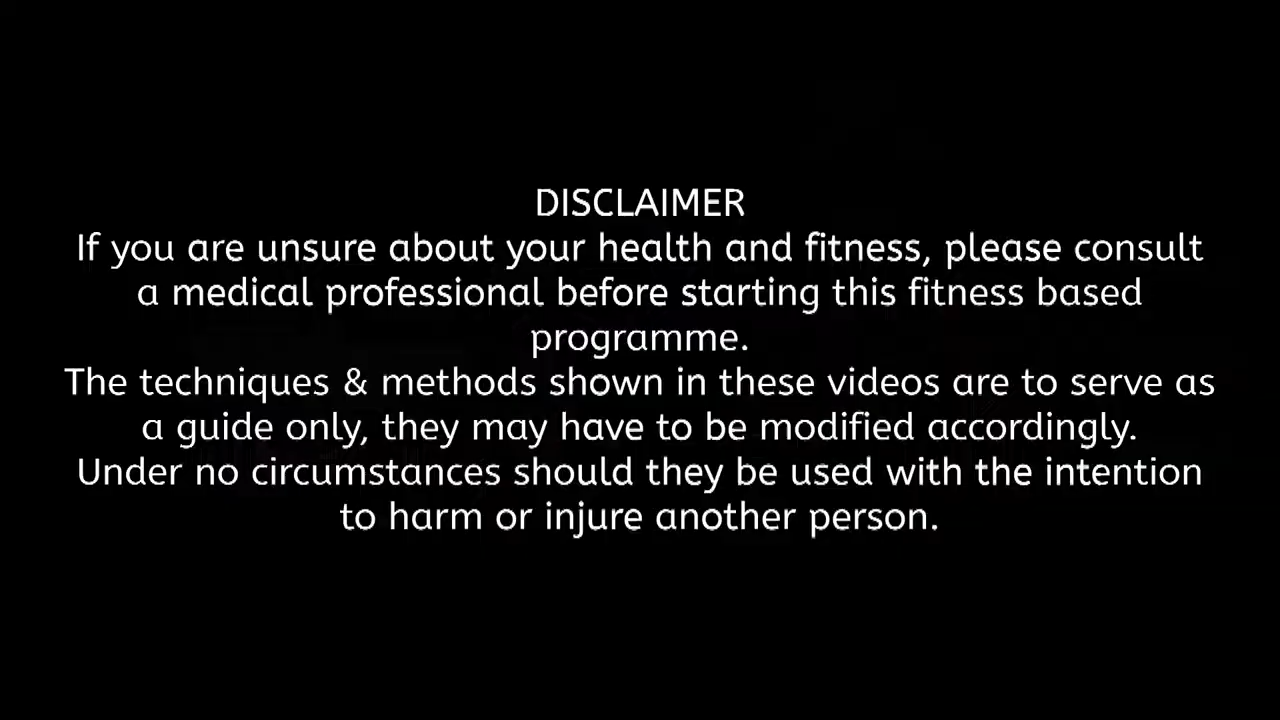 DISCLAIMER
If you are unsure about your health and fitness, please consult
a medical professional before starting this fitness based
programme.
The techniques & methods shown in these videos are to serve as
a guide only, they may have to be modified accordingly.
Under no circumstances should they be used with the intention
to harm or injure another person.